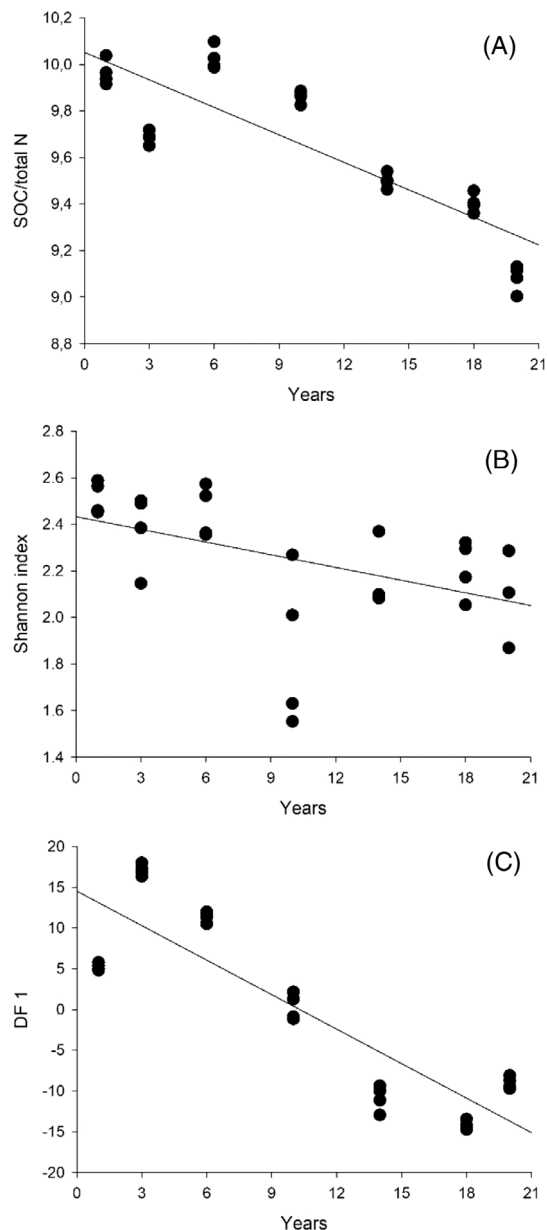 (A)
10,2
10,0
9,8
9,6
9,4
9,2
9,0
8,8
SOC/total N
0 3 6 9 12 15 18 21
Years
(B)
2.8
2.6
2.4
2.2
2.0
1.8
1.6
1.4
Shannon index
0 3 6 9 12 15 18 21
Years
(C)
20
15
10
5
0
-5
-10
-15
-20
DF 1
0 3 6 9 12 15 18 21
Years